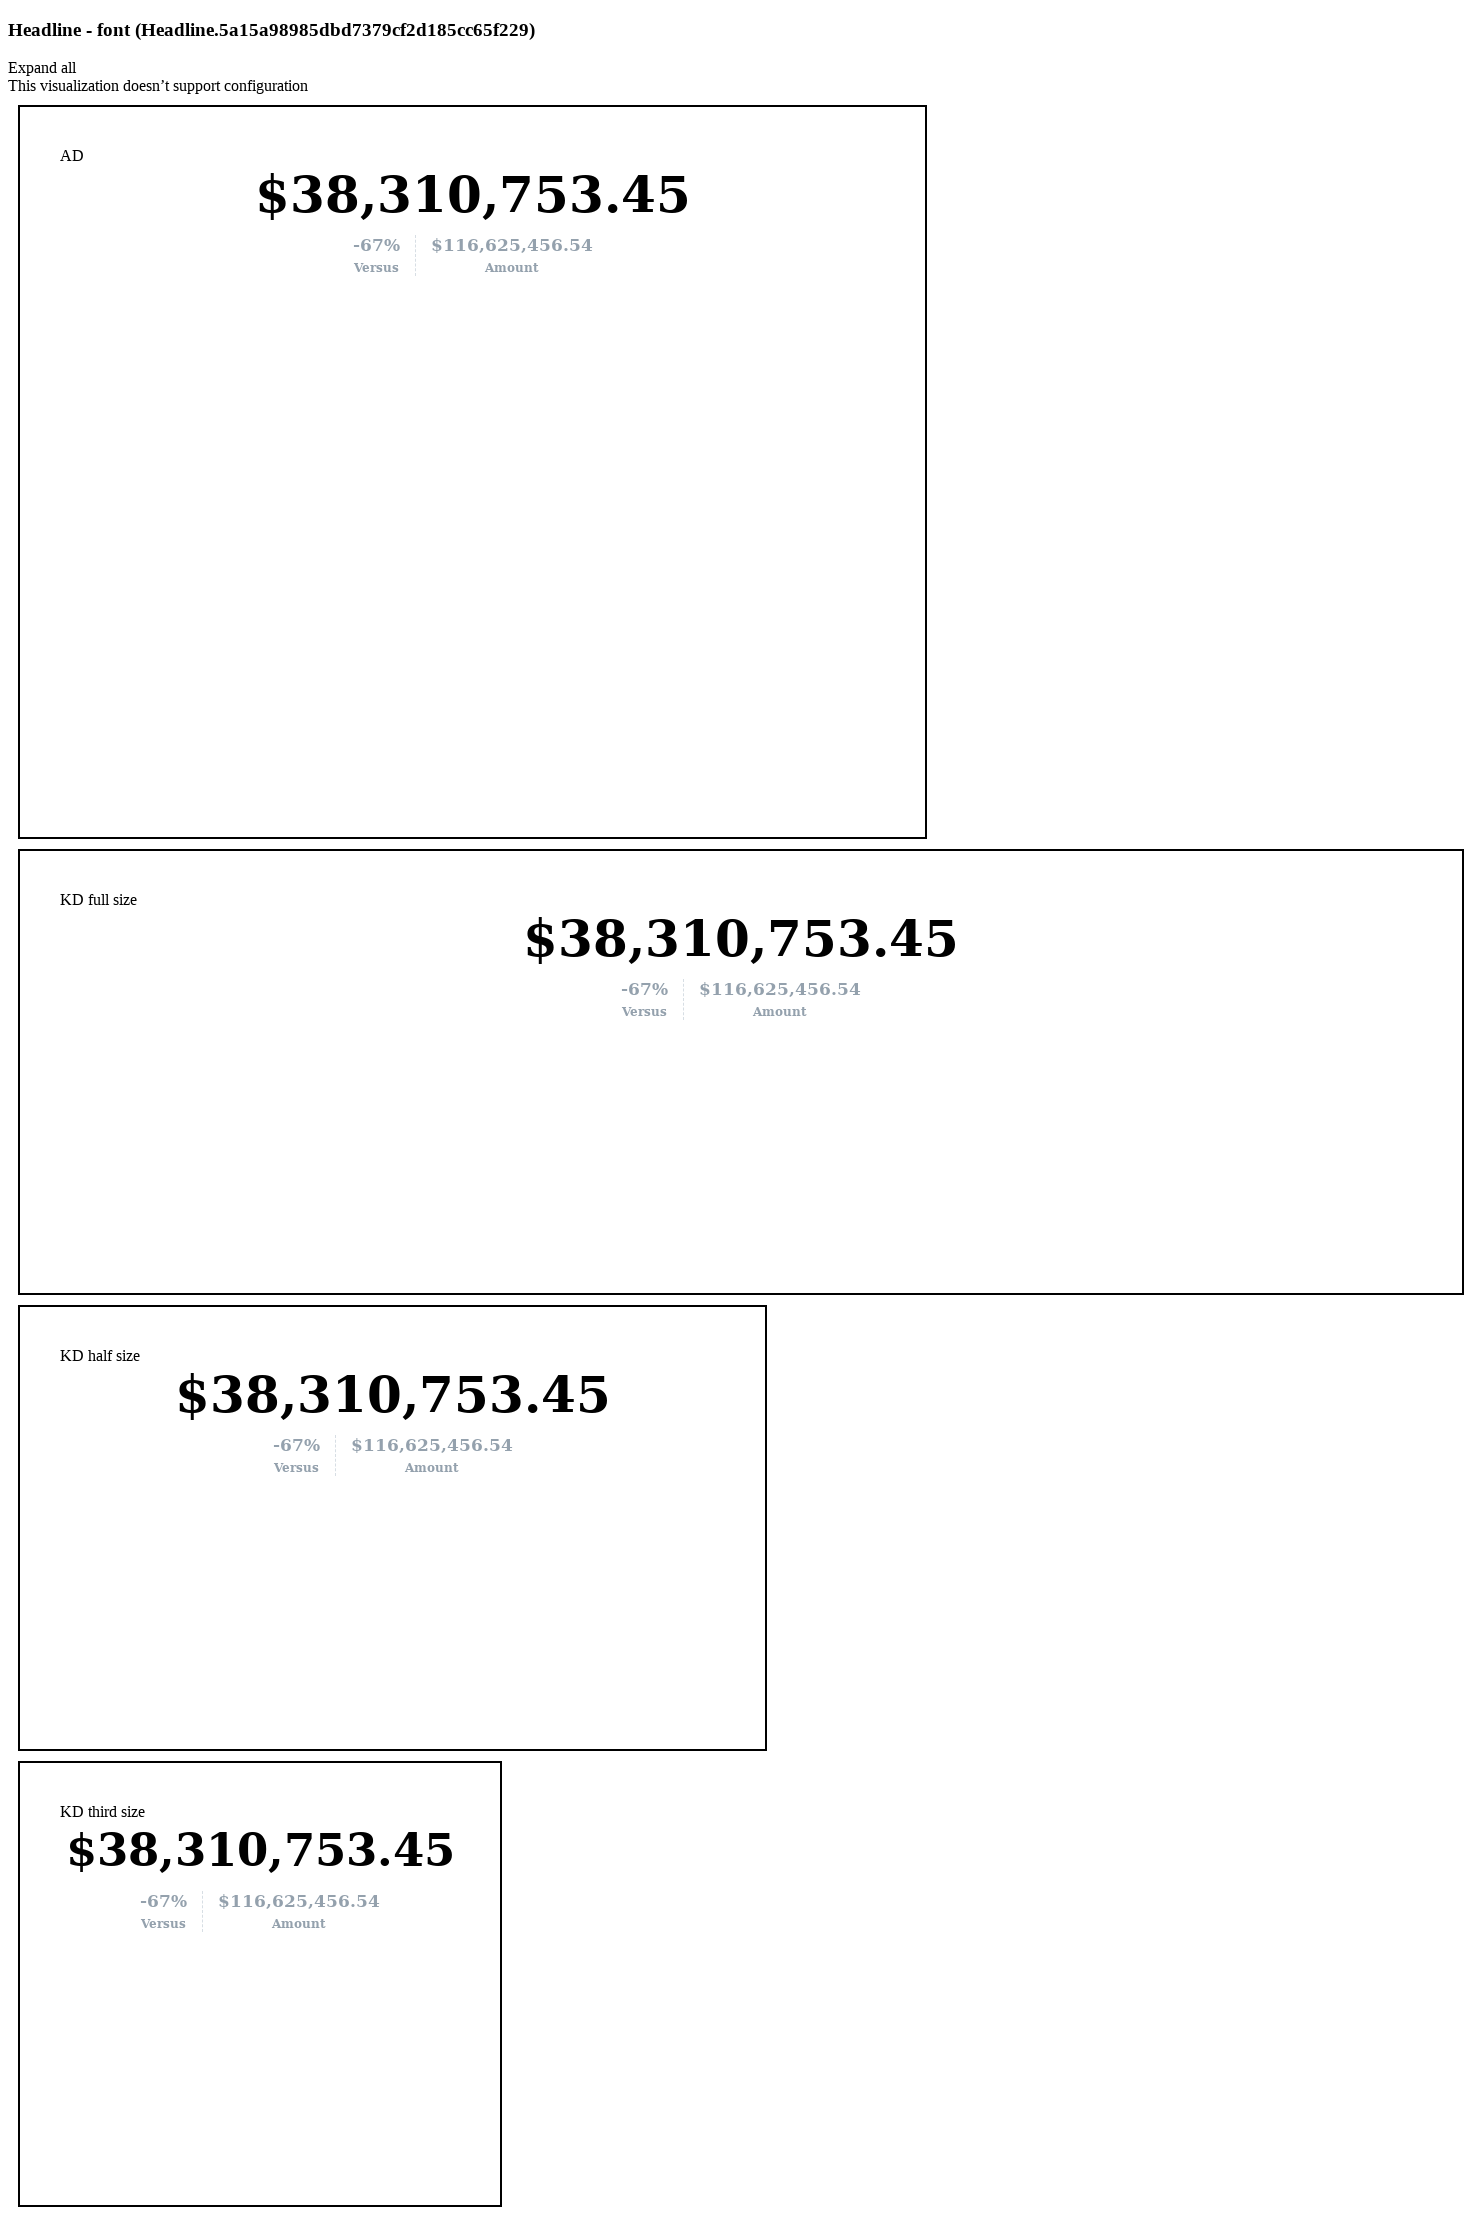 Headline - font (Headline.5a15a98985dbd7379cf2d185cc65f229)
Expand all
This visualization doesn’t support configuration
AD
$38,310,753.45
-67% $116,625,456.54
Versus Amount
KD full size
$38,310,753.45
-67% $116,625,456.54
Versus Amount
KD half size
$38,310,753.45
-67% $116,625,456.54
Versus Amount
KD third size
$38,310,753.45
-67% $116,625,456.54
Versus Amount